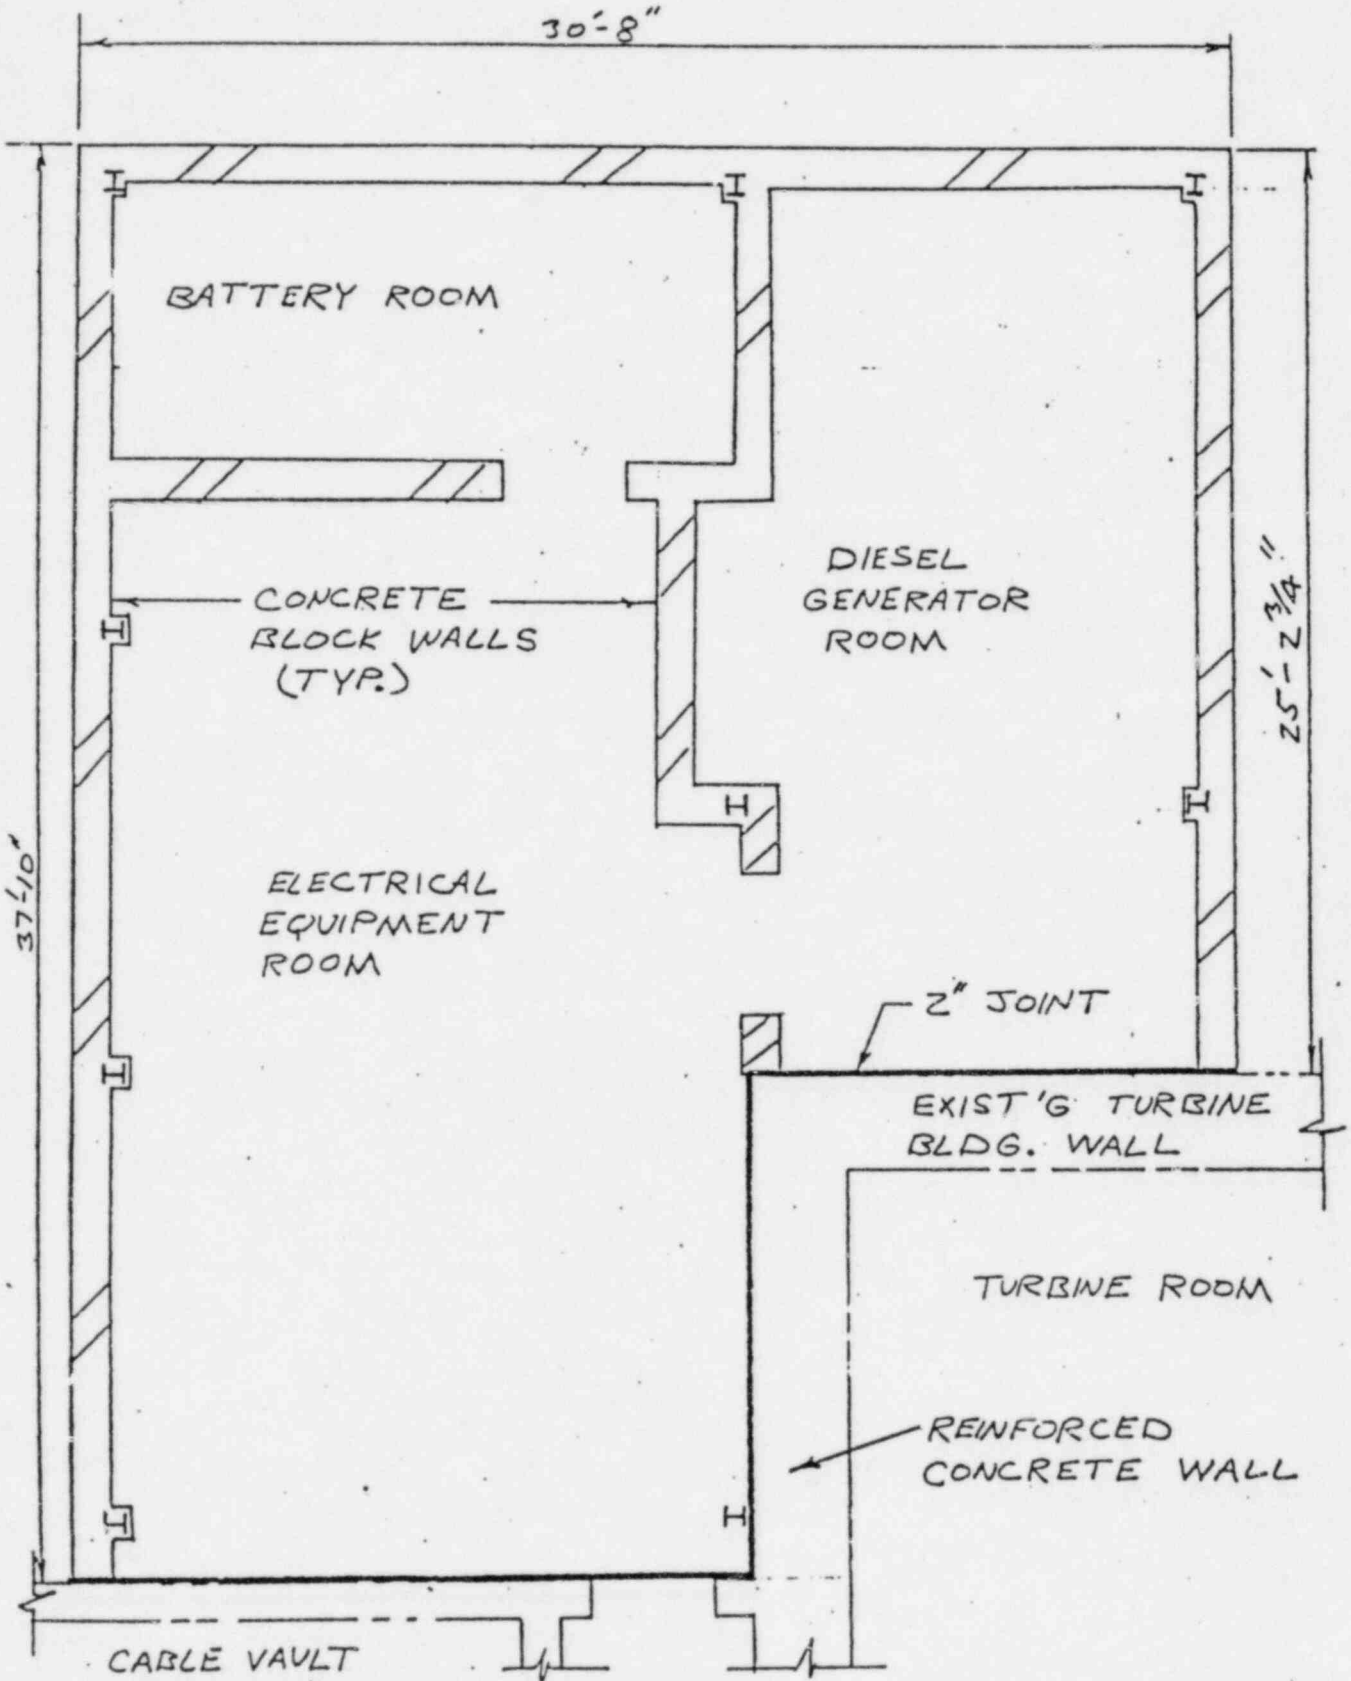 30'-8"
BATTERY ROOM
CONCRETE
BLOCK WALLS
(TYP.)
DIESEL
GENERATOR
ROOM
25'-2 3/4"
37'-10"
ELECTRICAL
EQUIPMENT
ROOM
2" JOINT
EXIST'G TURBINE
BLDG. WALL
TURBINE ROOM
REINFORCED
CONCRETE WALL
CABLE VAULT